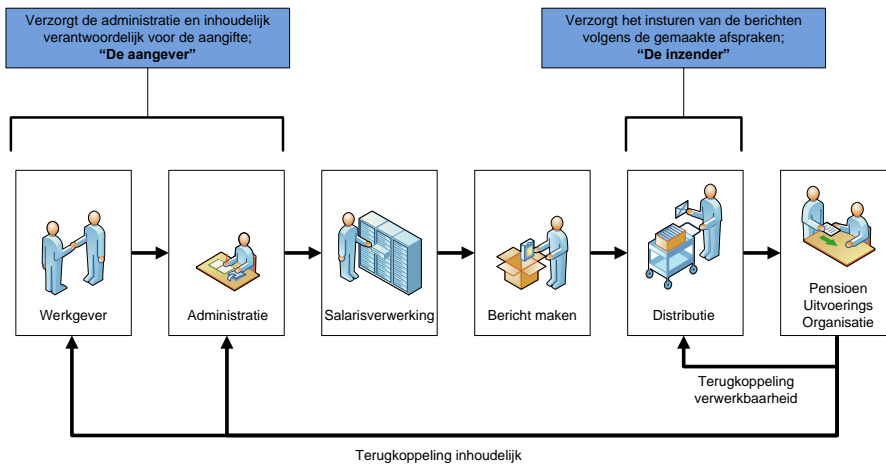 Verzorgt de administratie en inhoudelijk
verantwoordelijk voor de aangifte;
“De aangever”
Verzorgt het insturen van de berichten
volgens de gemaakte afspraken;
“De inzender”
Werkgever
Administratie
Salarisverwerking
Bericht maken
Distributie
Pensioen
Uitvoerings
Organisatie
Terugkoppeling
verwerkbaarheid
Terugkoppeling inhoudelijk